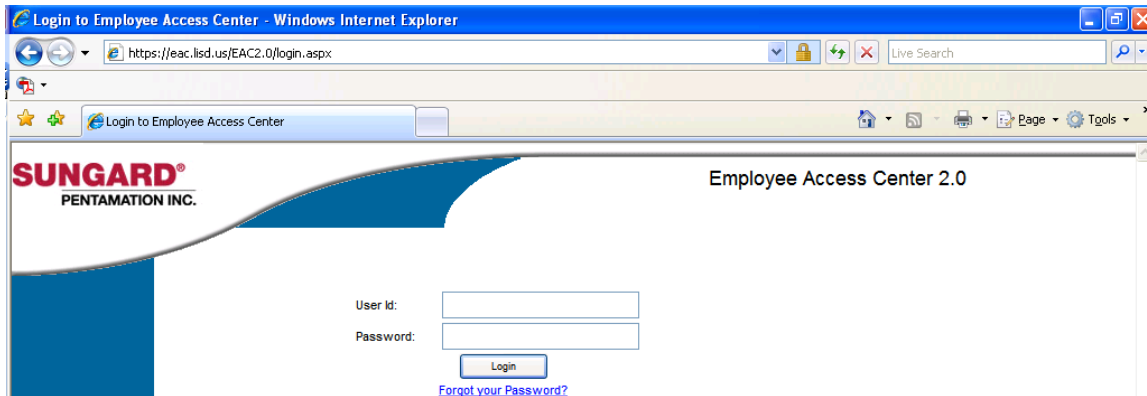 Login to Employee Access Center - Windows Internet Explorer
https://eac.lisd.us/EAC2.0/login.aspx
Live Search
Login to Employee Access Center
Page
Tools
SUNGARD®
PENTAMATION INC.
Employee Access Center 2.0
User Id:
Password:
Login
Forgot your Password?